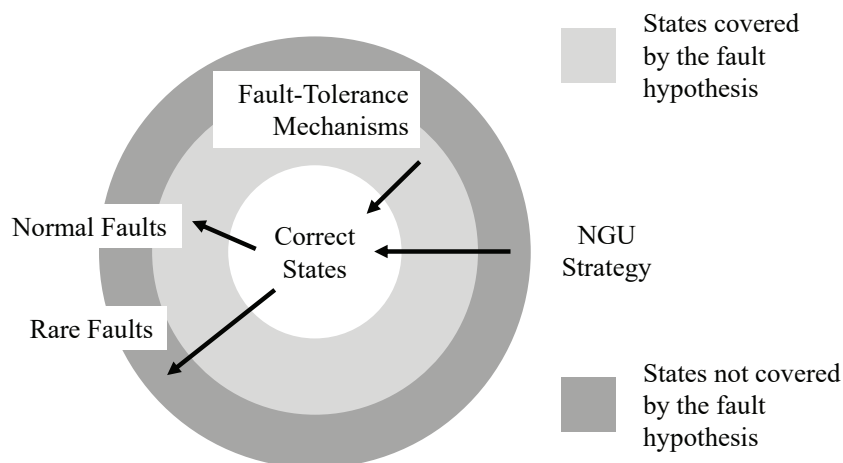 States covered
by the fault
hypothesis
Fault-Tolerance
Mechanisms
Normal Faults
Correct
States
NGU
Strategy
Rare Faults
States not covered
by the fault
hypothesis